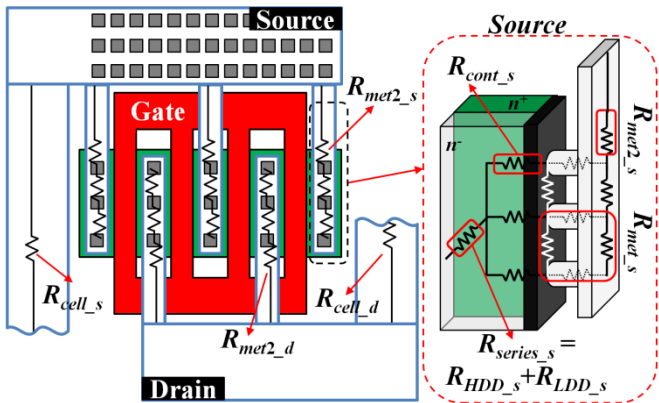 Source
Gate
R_met2_s
R_cell_s
R_met2_d
R_cell_d
Drain
Source
R_cont_s
n+
n-
R_met2_s
R_met_s
R_series_s =
R_HDD_s+R_LDD_s